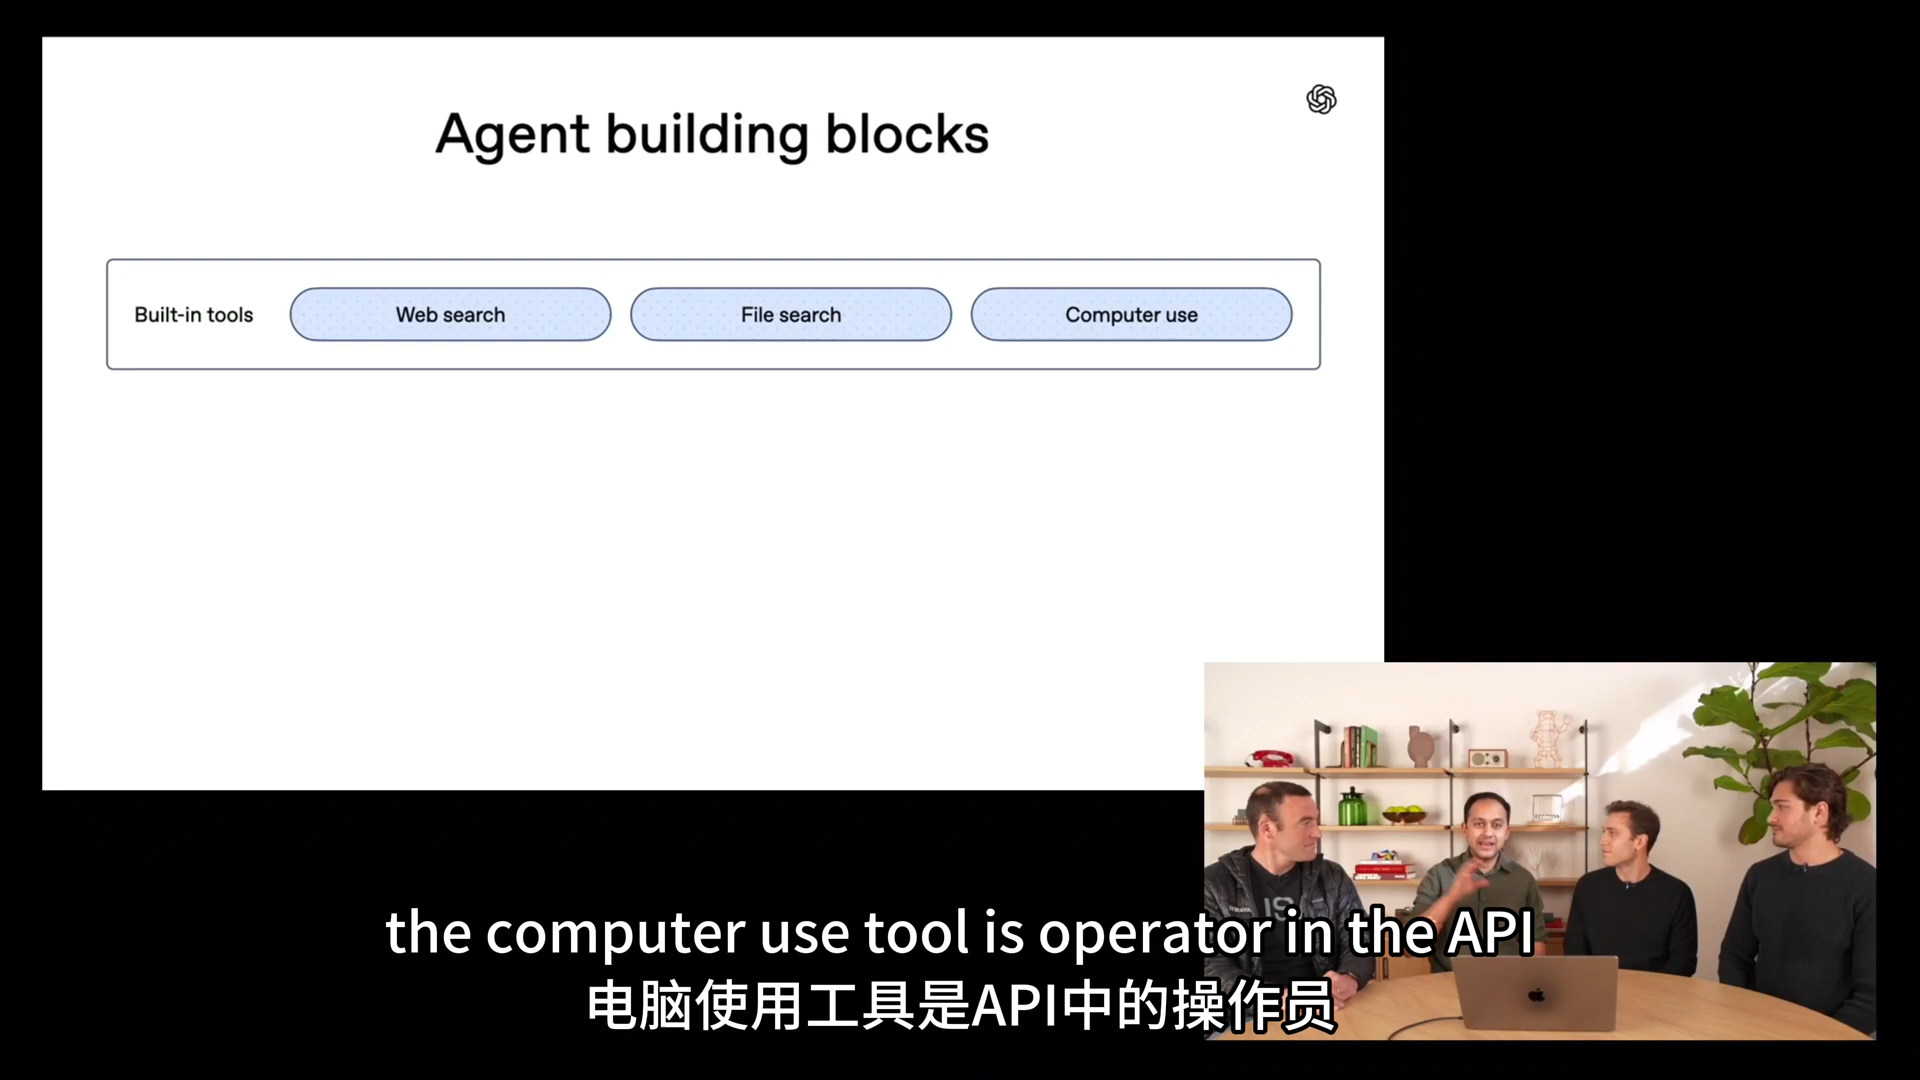 Agent building blocks
Built-in tools
Web search
File search
Computer use
the computer use tool is operator in the API
电脑使用工具是API中的操作员